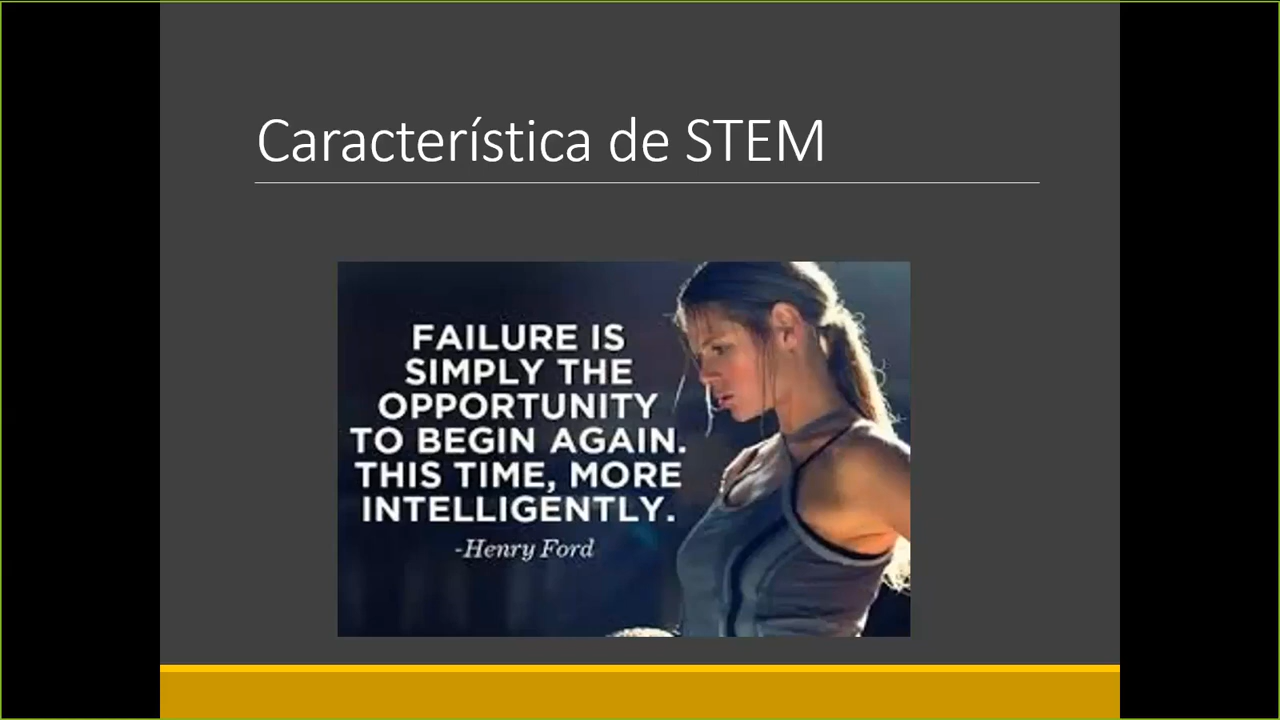 Característica de STEM
FAILURE IS
SIMPLY THE
OPPORTUNITY
TO BEGIN AGAIN.
THIS TIME, MORE
INTELLIGENTLY.
-Henry Ford